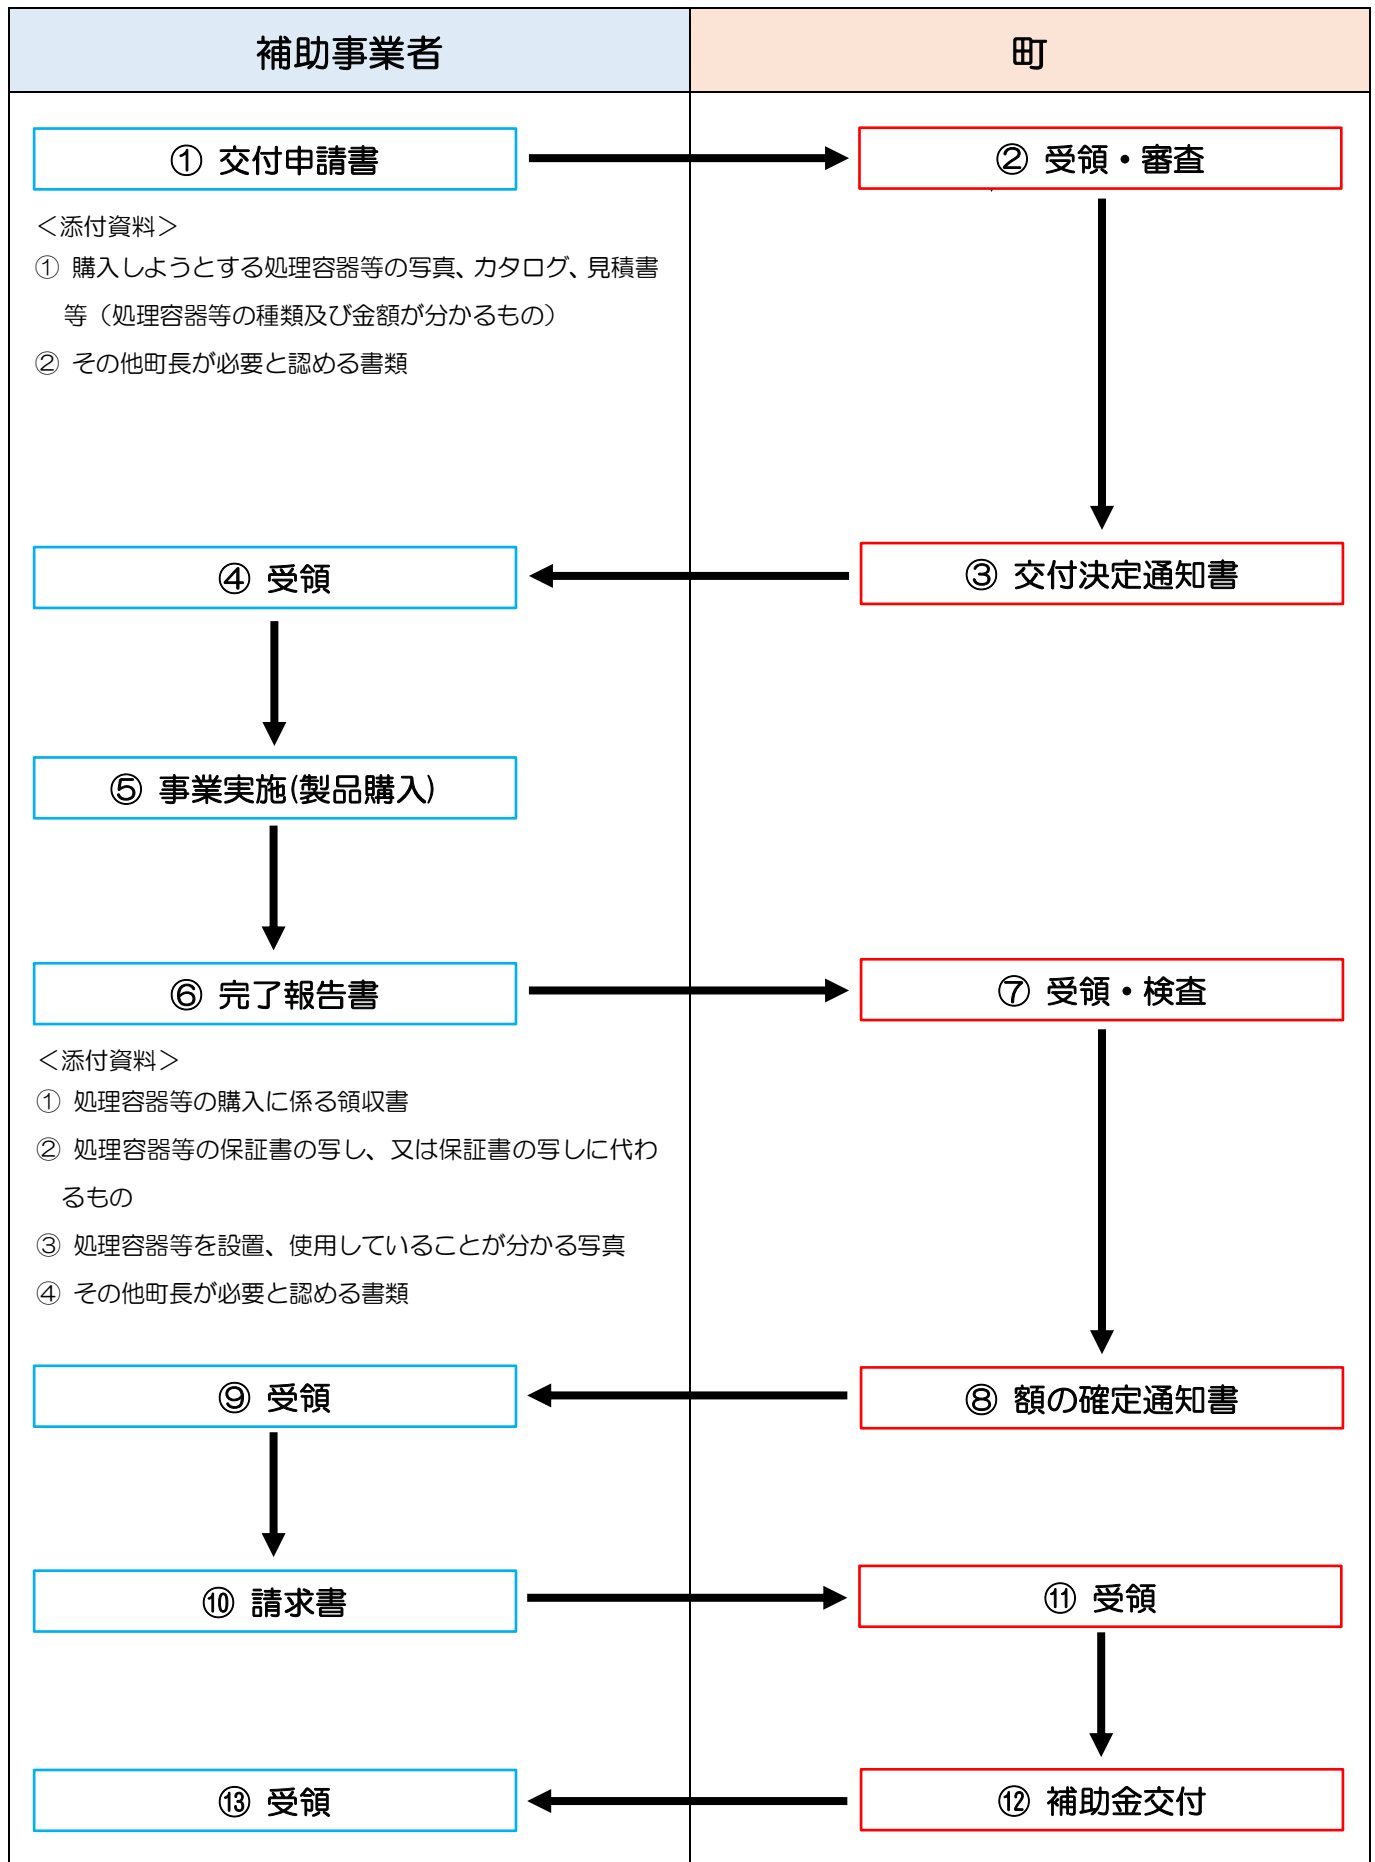 補助事業者
町
① 交付申請書
② 受領・審査
＜添付資料＞
① 購入しようとする処理容器等の写真、カタログ、見積書
等（処理容器等の種類及び金額が分かるもの）
② その他町長が必要と認める書類
④ 受領
③ 交付決定通知書
⑤ 事業実施(製品購入)
⑥ 完了報告書
⑦ 受領・検査
＜添付資料＞
① 処理容器等の購入に係る領収書
② 処理容器等の保証書の写し、又は保証書の写しに代わ
るもの
③ 処理容器等を設置、使用していることが分かる写真
④ その他町長が必要と認める書類
⑨ 受領
⑧ 額の確定通知書
⑩ 請求書
⑪ 受領
⑬ 受領
⑫ 補助金交付